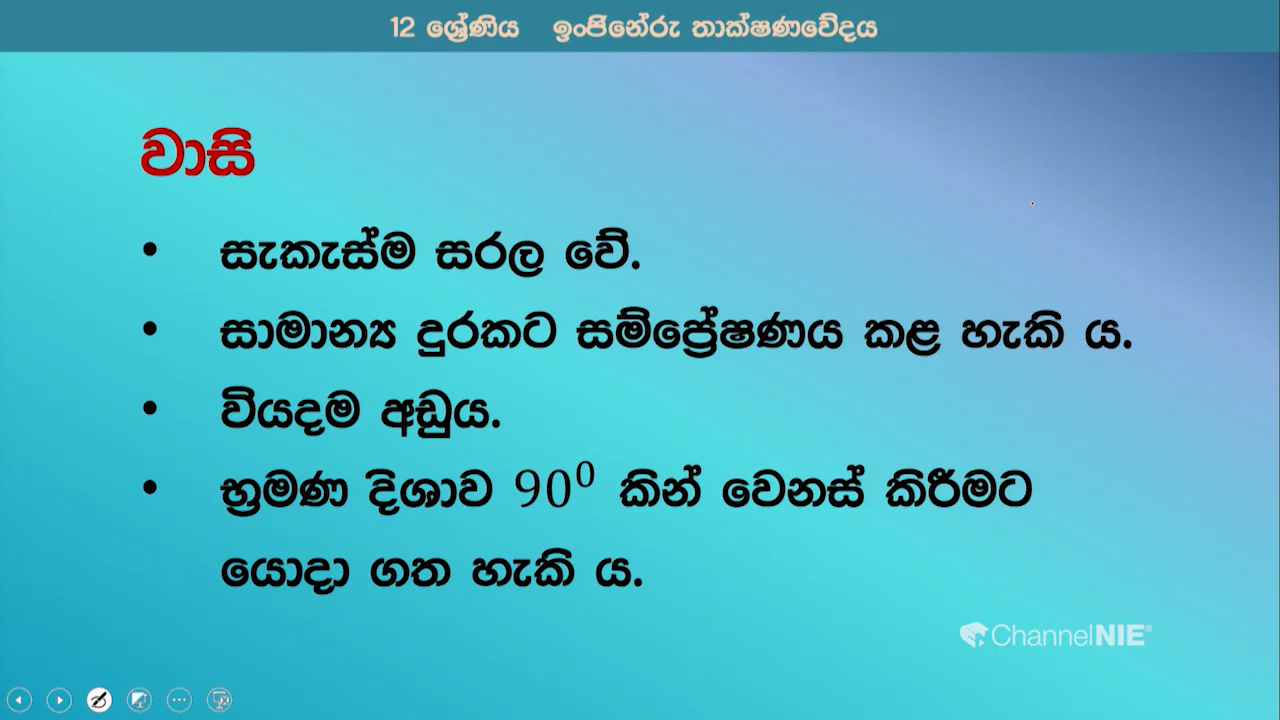 12 ශ්‍රේණිය ඉංජිනේරු තාක්ෂණවේදය
වාසි
• සැකැස්ම සරල වේ.
• සාමාන්‍ය දුරකට සම්ප්‍රේෂණය කළ හැකි ය.
• වියදම අඩුය.
• භ්‍රමණ දිශාව 90⁰ කින් වෙනස් කිරීමට
යොදා ගත හැකි ය.
ChannelNIE®